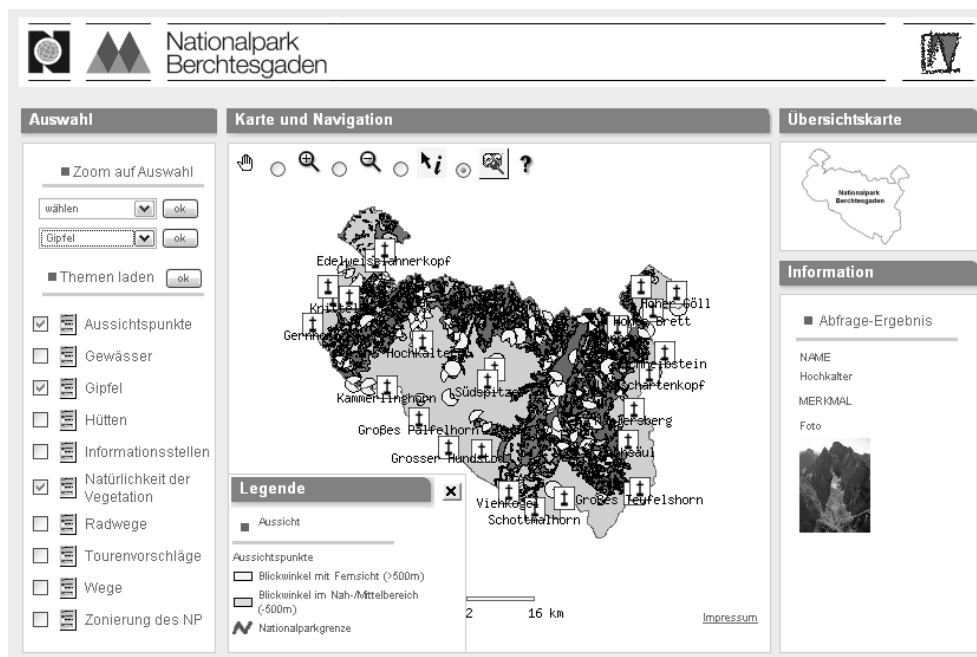 Nationalpark
Berchtesgaden
Auswahl
Zoom auf Auswahl
wählen
ok
Gipfel
ok
Themen laden
ok
Aussichtspunkte
Gewässer
Gipfel
Hütten
Informationsstellen
Natürlichkeit der
Vegetation
Radwege
Tourenvorschläge
Wege
Zonierung des NP
Karte und Navigation
i
?
Hoher Göll
Kammerlinghorn
Südspitze
Großes Palfelhorn
Grosser Hundstod
Viehkogel
Großes Teufelshorn
Schottmalhorn
Legende
Aussicht
Aussichtspunkte
Blickwinkel mit Fernsicht (>500m)
Blickwinkel im Nah-/Mittelbereich
(-500m)
Nationalparkgrenze
2 16 km
Impressum
Übersichtskarte
Nationalpark
Berchtesgaden
Information
Abfrage-Ergebnis
NAME
Hochkalter
MERKMAL
Foto